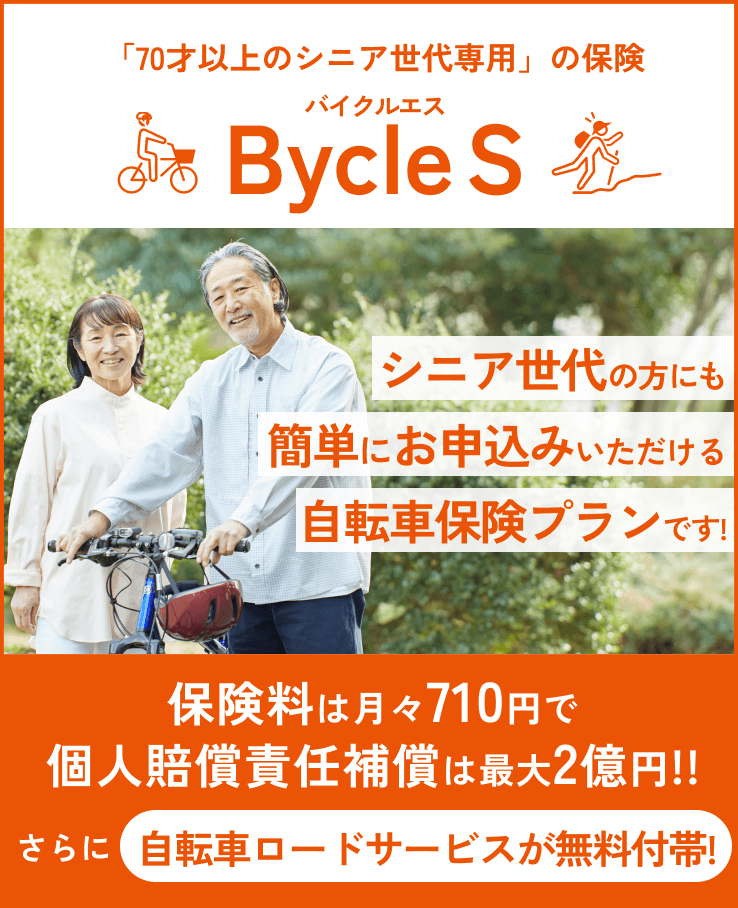 「70才以上のシニア世代専用」の保険
バイクルエス
Bycle S
シニア世代の方にも
簡単にお申込みいただける
自転車保険プランです!
保険料は月々710円で
個人賠償責任補償は最大2億円!!
さらに 自転車ロードサービスが無料付帯!